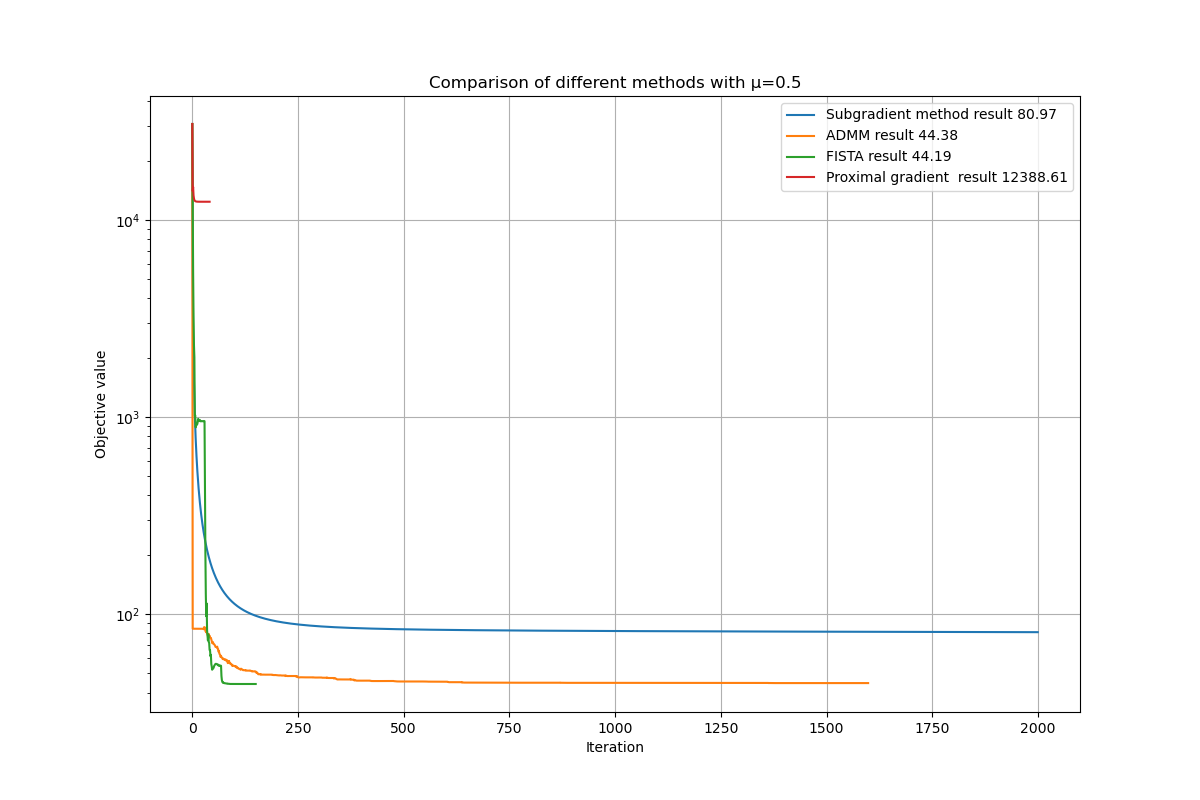 Comparison of different methods with μ=0.5
Subgradient method result 80.97
ADMM result 44.38
FISTA result 44.19
Proximal gradient  result 12388.61
Objective value
10⁴
10³
10²
0 250 500 750 1000 1250 1500 1750 2000
Iteration